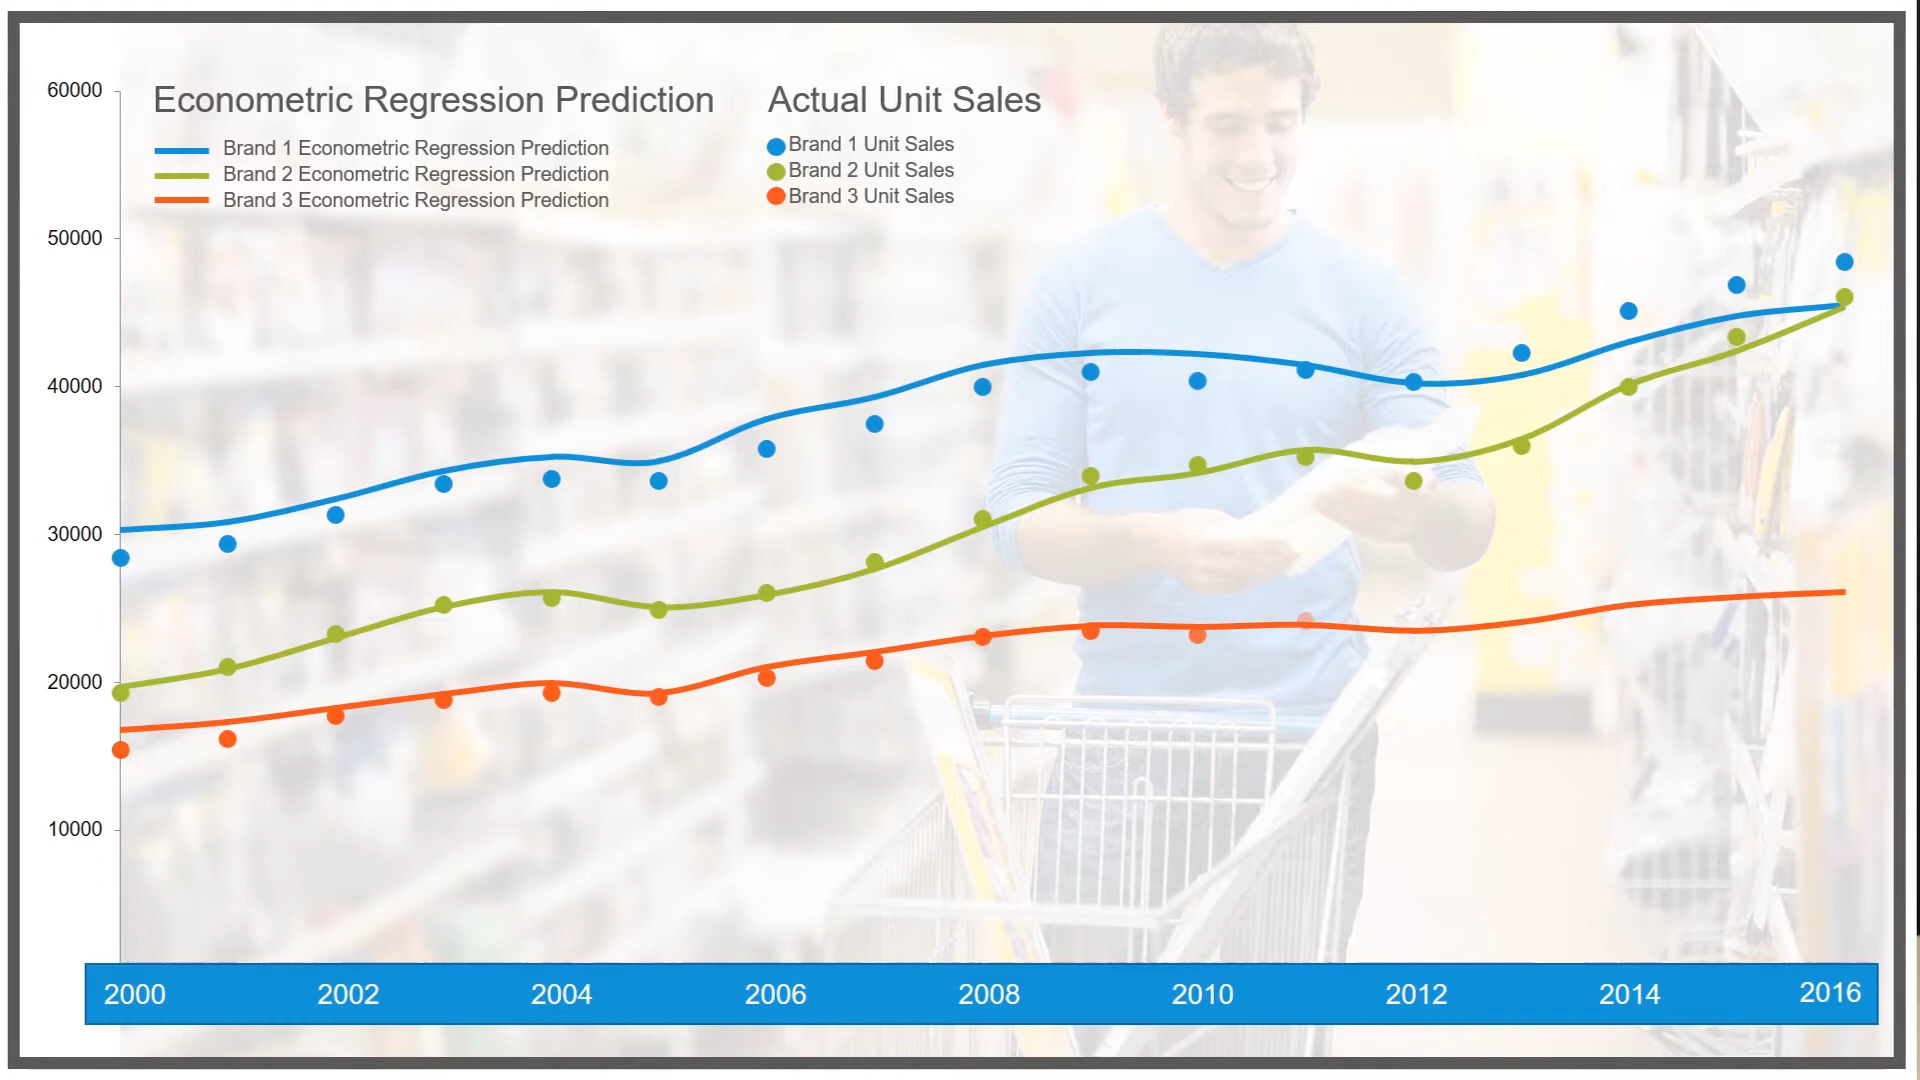 Econometric Regression Prediction
Brand 1 Econometric Regression Prediction
Brand 2 Econometric Regression Prediction
Brand 3 Econometric Regression Prediction
Actual Unit Sales
Brand 1 Unit Sales
Brand 2 Unit Sales
Brand 3 Unit Sales
60000
50000
40000
30000
20000
10000
2000 2002 2004 2006 2008 2010 2012 2014 2016